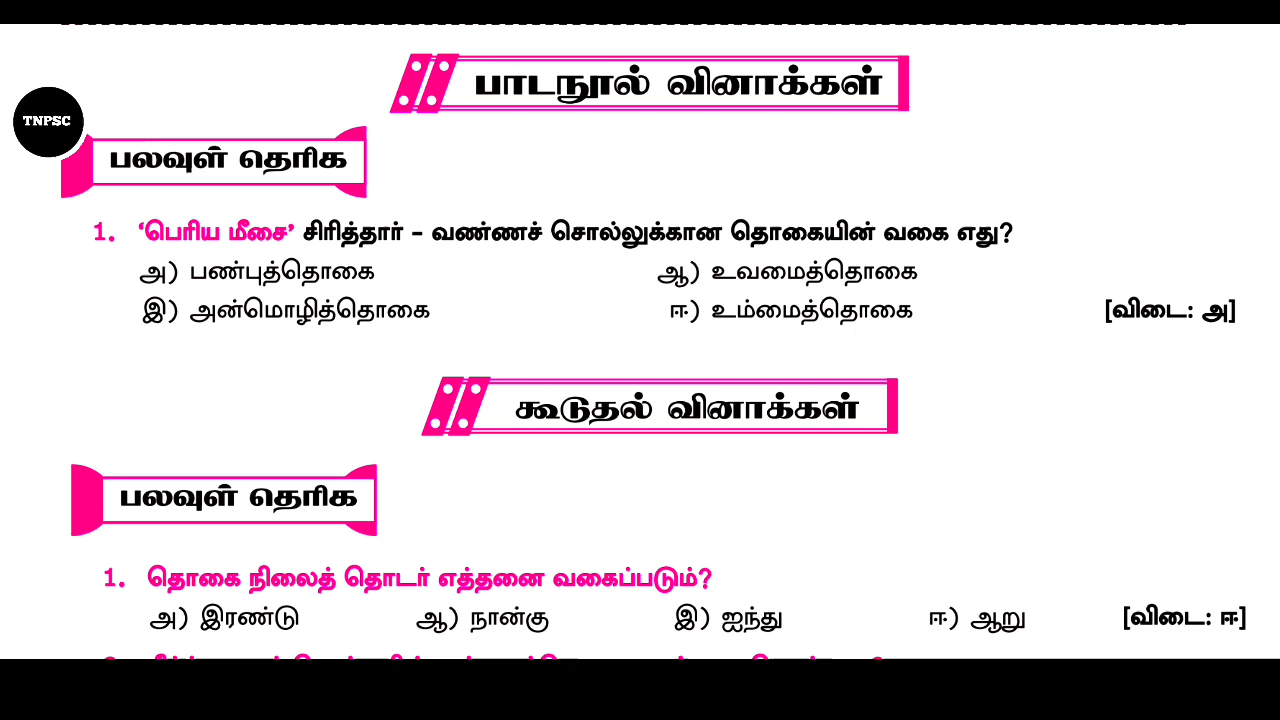 பாடநூல் வினாக்கள்
TNPSC
பலவுள் தெரிக
1. ‘பெரிய மீசை’ சிரித்தார் – வண்ணச் சொல்லுக்கான தொகையின் வகை எது?
அ) பண்புத்தொகை ஆ) உவமைத்தொகை
இ) அன்மொழித்தொகை ஈ) உம்மைத்தொகை [விடை: அ]
கூடுதல் வினாக்கள்
பலவுள் தெரிக
1. தொகை நிலைத் தொடர் எத்தனை வகைப்படும்?
அ) இரண்டு ஆ) நான்கு இ) ஐந்து ஈ) ஆறு [விடை: ஈ]